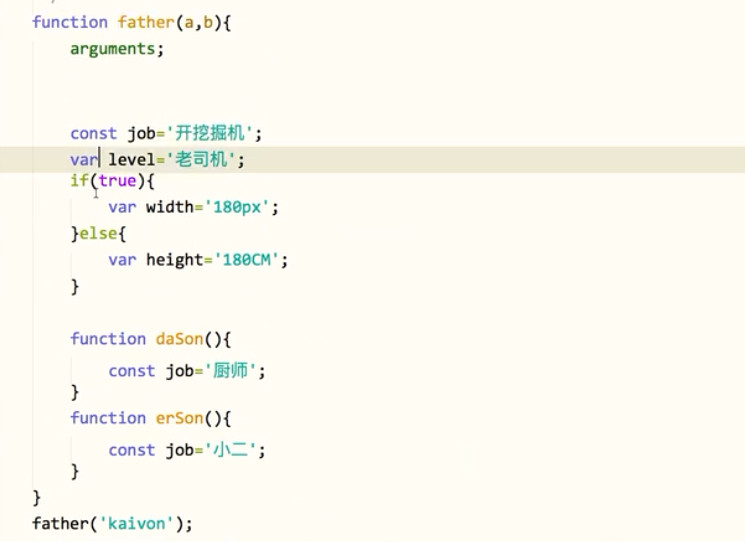 function father(a,b){
arguments;
const job='开挖掘机';
var level='老司机';
if(true){
var width='180px';
}else{
var height='180CM';
}
function daSon(){
const job='厨师';
}
function erSon(){
const job='小二';
}
}
father('kaivon');